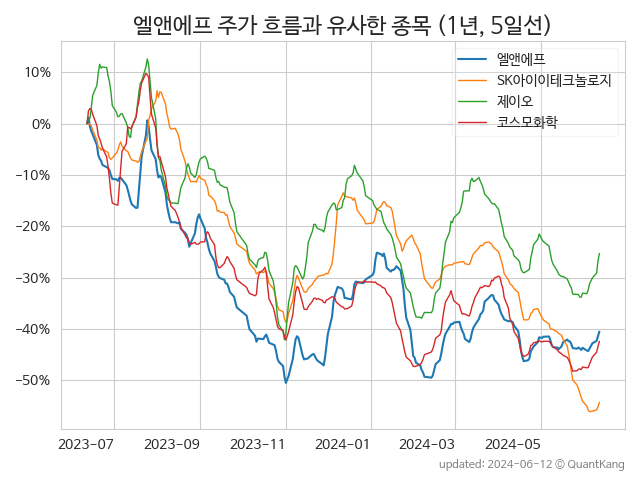 엘앤에프 주가 흐름과 유사한 종목 (1년, 5일선)
엘앤에프
SK아이이테크놀로지
제이오
코스모화학
10%
0%
−10%
−20%
−30%
−40%
−50%
2023−07
2023−09
2023−11
2024−01
2024−03
2024−05
updated: 2024-06-12 © QuantKang